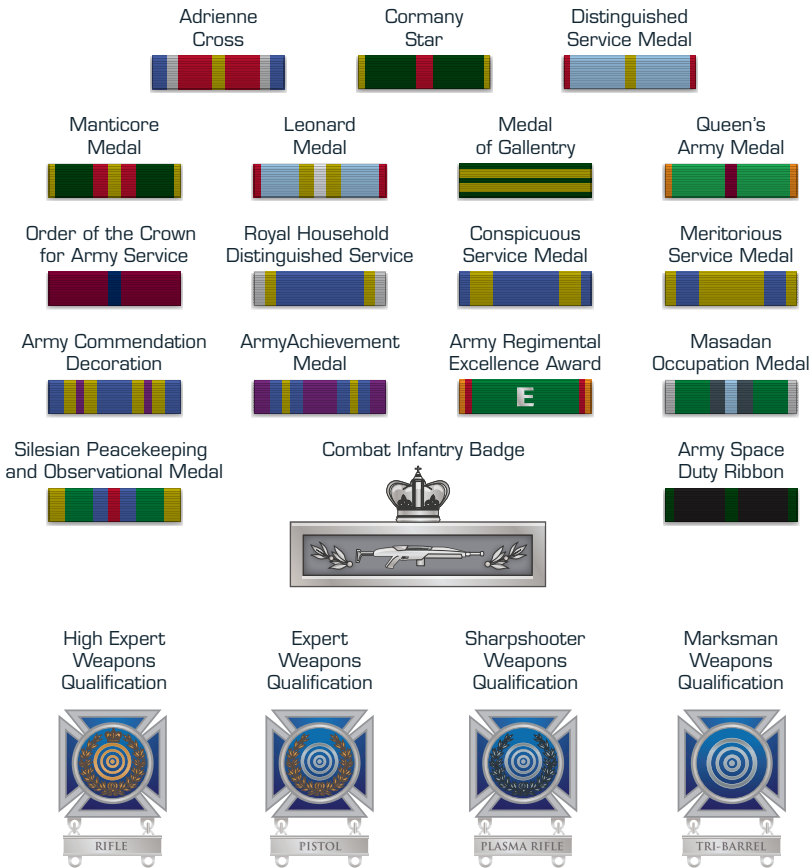 Adrienne
Cross
Cormany
Star
Distinguished
Service Medal
Manticore
Medal
Leonard
Medal
Medal
of Gallentry
Queen's
Army Medal
Order of the Crown
for Army Service
Royal Household
Distinguished Service
Conspicuous
Service Medal
Meritorious
Service Medal
Army Commendation
Decoration
ArmyAchievement
Medal
Army Regimental
Excellence Award
E
Masadan
Occupation Medal
Silesian Peacekeeping
and Observational Medal
Combat Infantry Badge
Army Space
Duty Ribbon
High Expert
Weapons
Qualification
Expert
Weapons
Qualification
Sharpshooter
Weapons
Qualification
Marksman
Weapons
Qualification
RIFLE
PISTOL
PLASMA RIFLE
TRI-BARREL